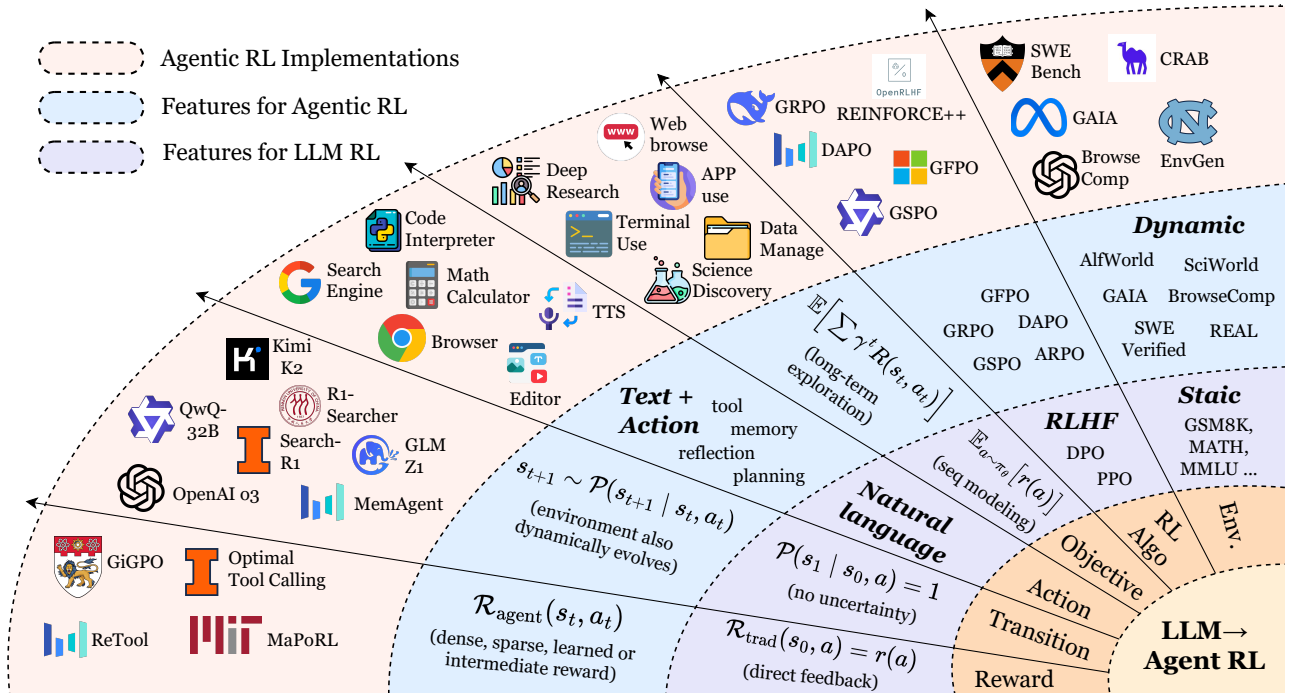 Agentic RL Implementations
Features for Agentic RL
Features for LLM RL
SWE
Bench
CRAB
GAIA
EnvGen
Browse
Comp
OpenRLHF
GRPO
REINFORCE++
DAPO
GFPO
GSPO
www
Web
browse
Deep
Research
APP
use
Terminal
Use
Data
Manage
Science
Discovery
Code
Interpreter
Search
Engine
Math
Calculator
TTS
Browser
Editor
Kimi
K2
R1-
Searcher
QwQ-
32B
Search-
R1
GLM
Z1
OpenAI o3
MemAgent
GiGPO
Optimal
Tool Calling
ReTool
MIT
MaPoRL
Dynamic
AlfWorld
SciWorld
GAIA
BrowseComp
SWE
Verified
REAL
GFPO
GRPO
DAPO
GSPO
ARPO
𝔼[∑ γ^t R(s_t, a_t)]
(long-term
exploration)
Text +
Action
tool
memory
reflection
planning
s_{t+1} ∼ 𝒫(s_{t+1} | s_t, a_t)
(environment also
dynamically evolves)
ℛ_agent(s_t, a_t)
(dense, sparse, learned or
intermediate reward)
Staic
GSM8K,
MATH,
MMLU ...
RLHF
DPO
PPO
𝔼_{a∼π_θ}[r(a)]
(seq modeling)
Natural
language
𝒫(s_1 | s_0, a) = 1
(no uncertainty)
ℛ_trad(s_0, a) = r(a)
(direct feedback)
Env.
RL
Algo
Objective
Action
Transition
Reward
LLM→
Agent RL